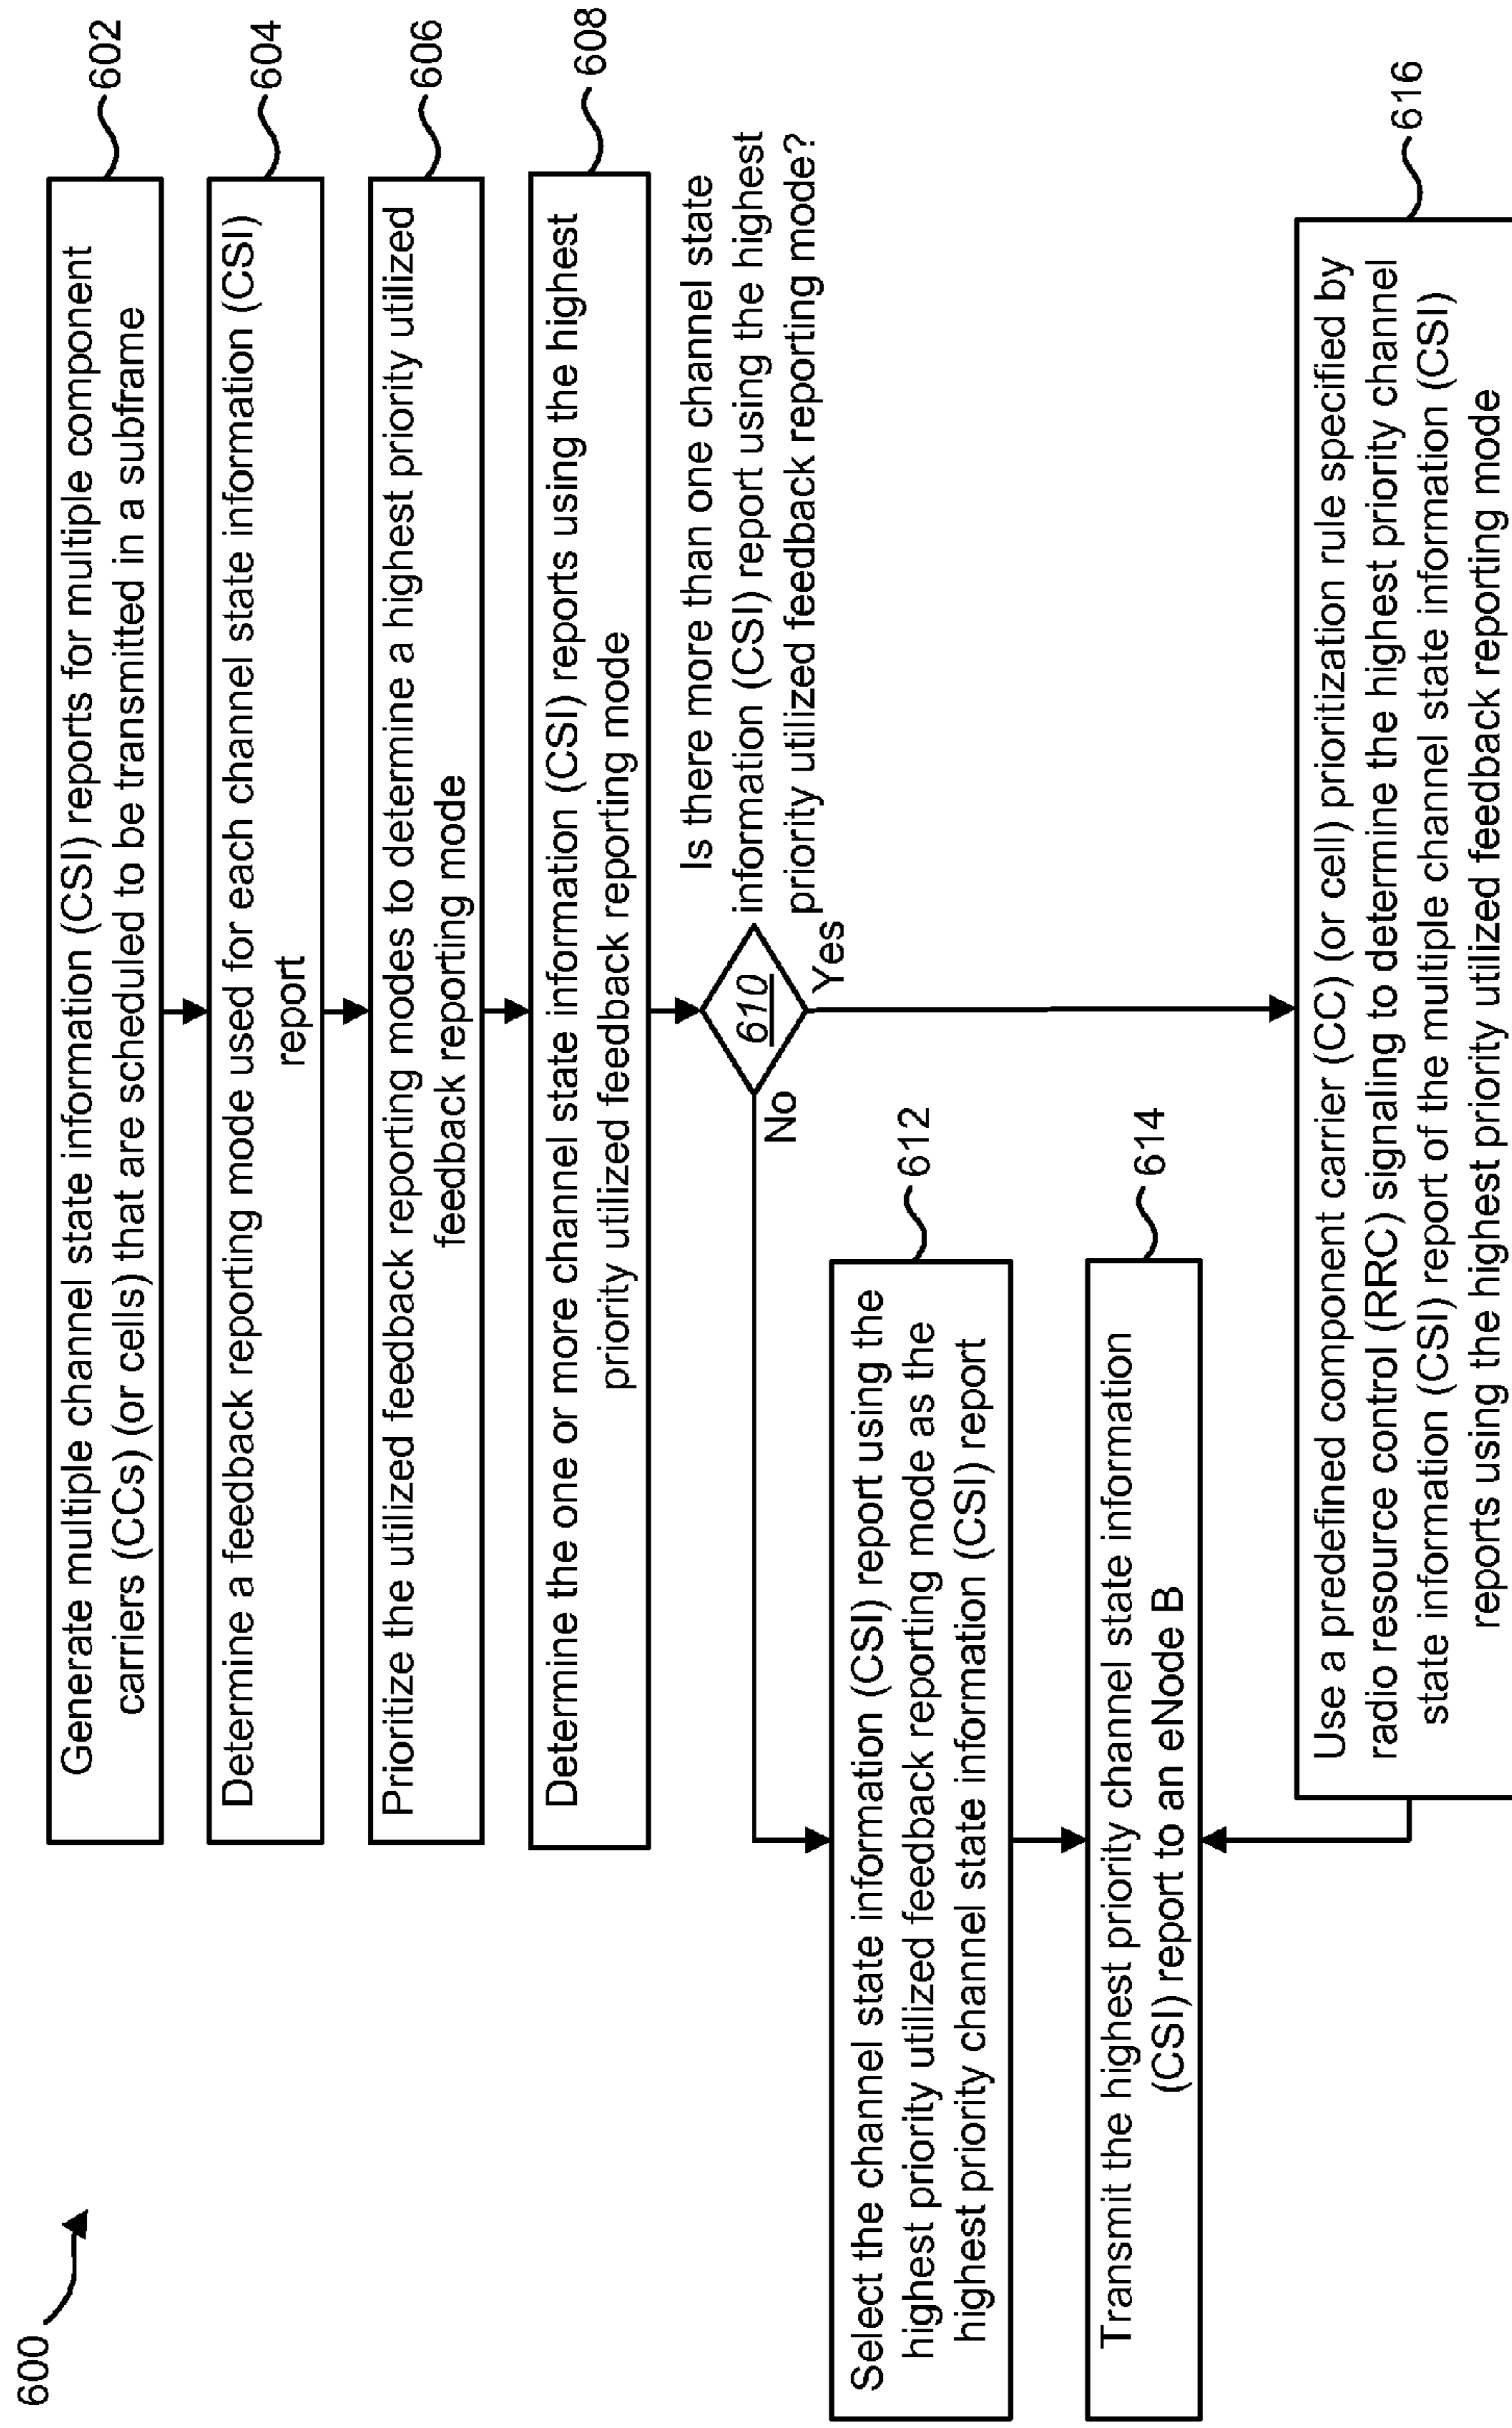 600
Generate multiple channel state information (CSI) reports for multiple component
carriers (CCs) (or cells) that are scheduled to be transmitted in a subframe
602
Determine a feedback reporting mode used for each channel state information (CSI)
report
604
Prioritize the utilized feedback reporting modes to determine a highest priority utilized
feedback reporting mode
606
Determine the one or more channel state information (CSI) reports using the highest
priority utilized feedback reporting mode
608
Is there more than one channel state
information (CSI) report using the highest
priority utilized feedback reporting mode?
610
No
Yes
Select the channel state information (CSI) report using the
highest priority utilized feedback reporting mode as the
highest priority channel state information (CSI) report
612
Transmit the highest priority channel state information
(CSI) report to an eNode B
614
Use a predefined component carrier (CC) (or cell) prioritization rule specified by
radio resource control (RRC) signaling to determine the highest priority channel
state information (CSI) report of the multiple channel state information (CSI)
reports using the highest priority utilized feedback reporting mode
616